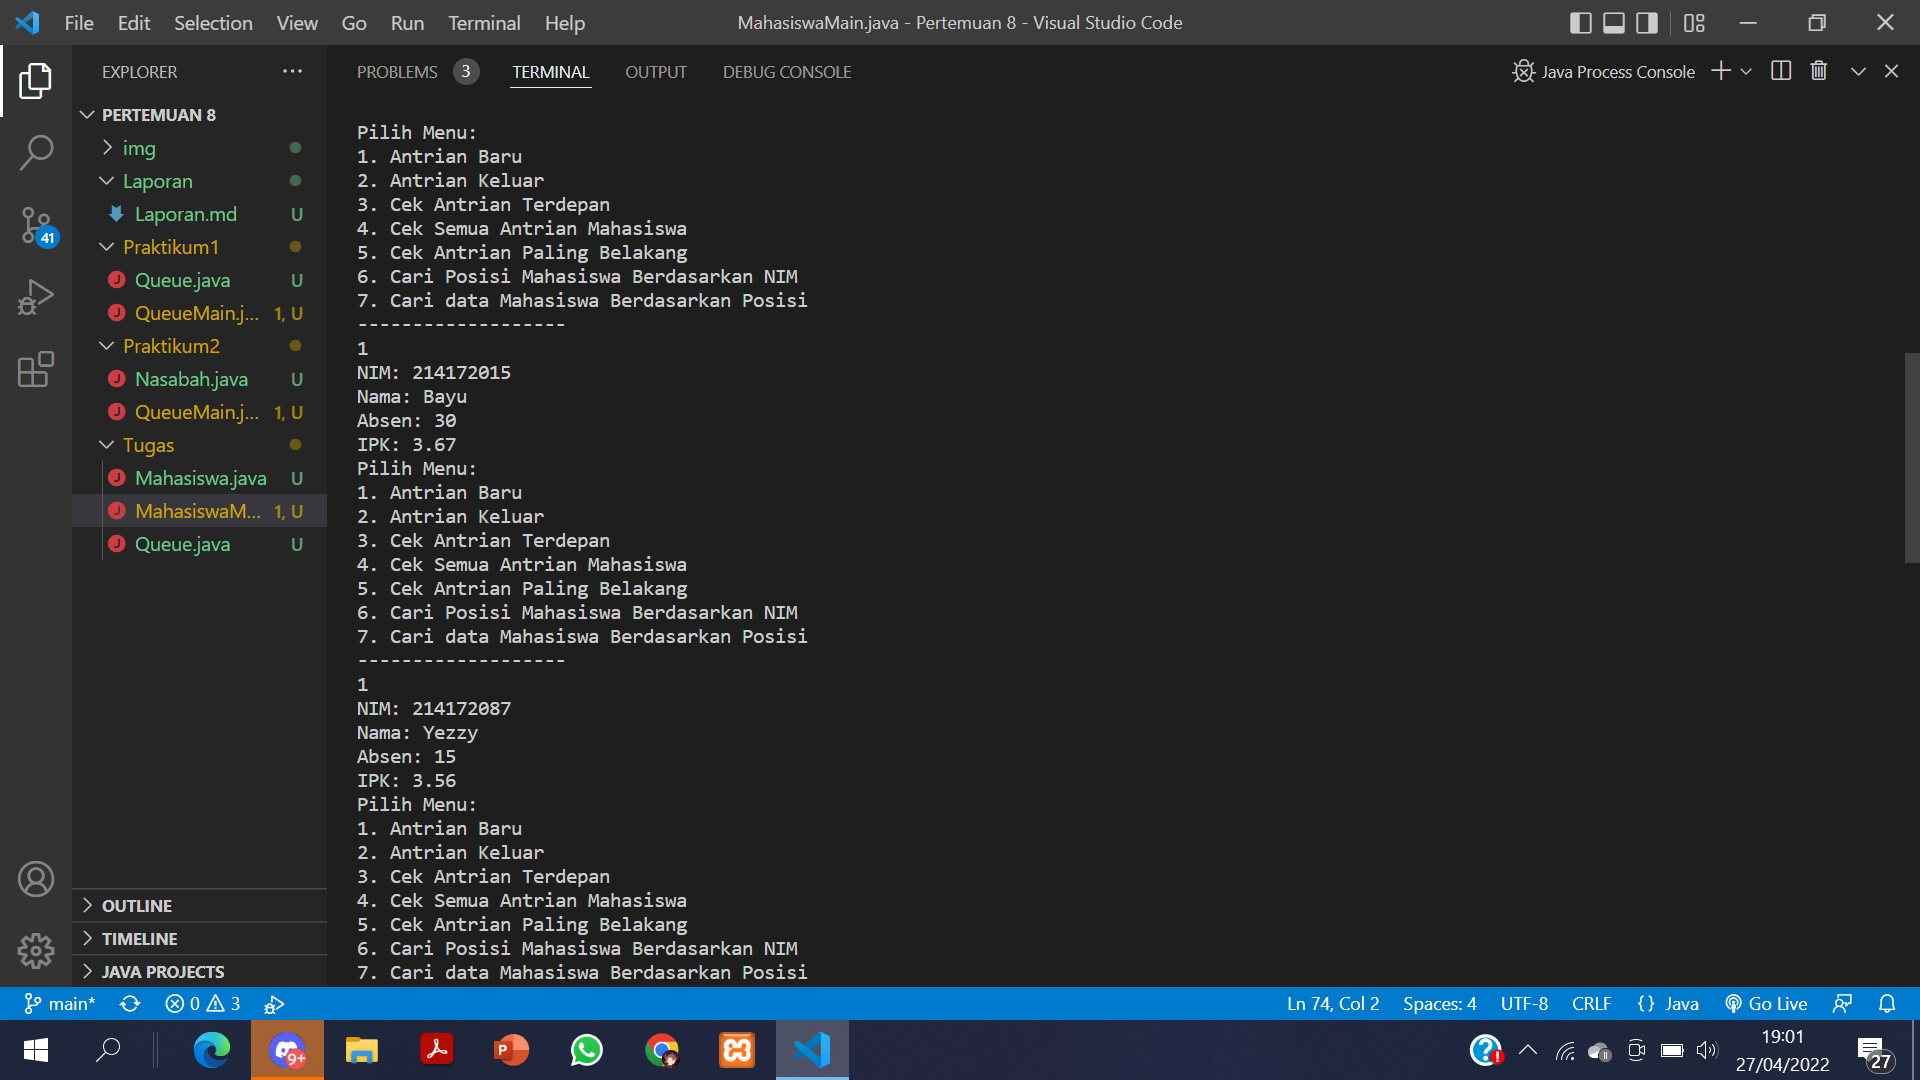 File Edit Selection View Go Run Terminal Help
MahasiswaMain.java - Pertemuan 8 - Visual Studio Code
EXPLORER
PERTEMUAN 8
img
Laporan
Laporan.md U
Praktikum1
Queue.java U
QueueMain.j... 1, U
Praktikum2
Nasabah.java U
QueueMain.j... 1, U
Tugas
Mahasiswa.java U
MahasiswaM... 1, U
Queue.java U
OUTLINE
TIMELINE
JAVA PROJECTS
41
PROBLEMS 3 TERMINAL OUTPUT DEBUG CONSOLE
Java Process Console
Pilih Menu:
1. Antrian Baru
2. Antrian Keluar
3. Cek Antrian Terdepan
4. Cek Semua Antrian Mahasiswa
5. Cek Antrian Paling Belakang
6. Cari Posisi Mahasiswa Berdasarkan NIM
7. Cari data Mahasiswa Berdasarkan Posisi
-------------------
1
NIM: 214172015
Nama: Bayu
Absen: 30
IPK: 3.67
Pilih Menu:
1. Antrian Baru
2. Antrian Keluar
3. Cek Antrian Terdepan
4. Cek Semua Antrian Mahasiswa
5. Cek Antrian Paling Belakang
6. Cari Posisi Mahasiswa Berdasarkan NIM
7. Cari data Mahasiswa Berdasarkan Posisi
-------------------
1
NIM: 214172087
Nama: Yezzy
Absen: 15
IPK: 3.56
Pilih Menu:
1. Antrian Baru
2. Antrian Keluar
3. Cek Antrian Terdepan
4. Cek Semua Antrian Mahasiswa
5. Cek Antrian Paling Belakang
6. Cari Posisi Mahasiswa Berdasarkan NIM
7. Cari data Mahasiswa Berdasarkan Posisi
main* 0 3
Ln 74, Col 2 Spaces: 4 UTF-8 CRLF {} Java Go Live
9+
19:01
27/04/2022
27